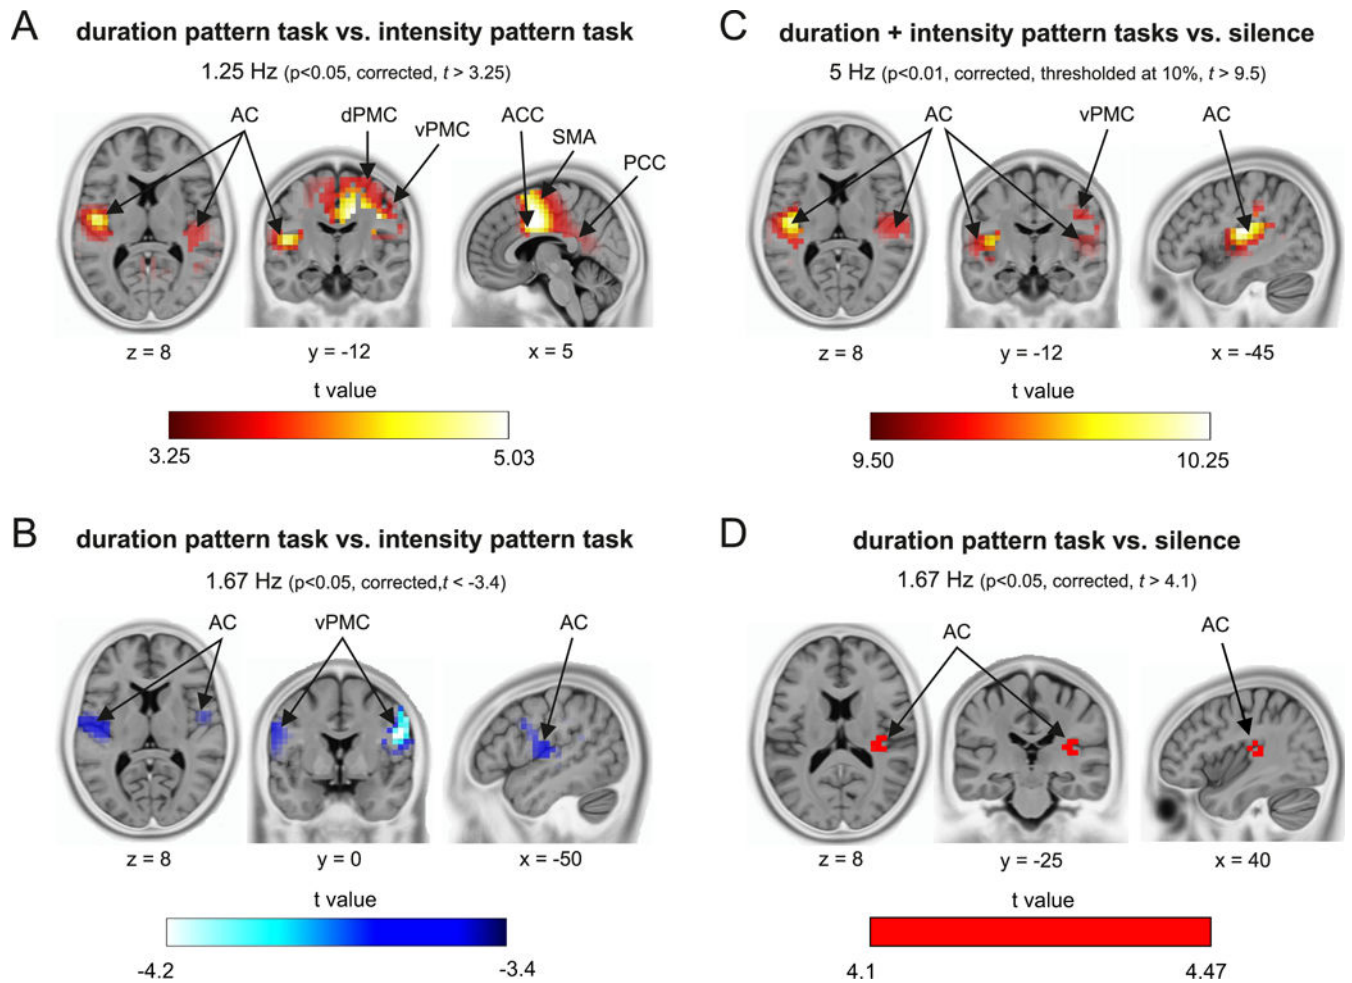 A duration pattern task vs. intensity pattern task
1.25 Hz (p<0.05, corrected, t > 3.25)
AC dPMC vPMC ACC SMA PCC
z = 8 y = -12 x = 5
t value
3.25 5.03
B duration pattern task vs. intensity pattern task
1.67 Hz (p<0.05, corrected,t < -3.4)
AC vPMC AC
z = 8 y = 0 x = -50
t value
-4.2 -3.4
C duration + intensity pattern tasks vs. silence
5 Hz (p<0.01, corrected, thresholded at 10%, t > 9.5)
AC vPMC AC
z = 8 y = -12 x = -45
t value
9.50 10.25
D duration pattern task vs. silence
1.67 Hz (p<0.05, corrected, t > 4.1)
AC AC
z = 8 y = -25 x = 40
t value
4.1 4.47